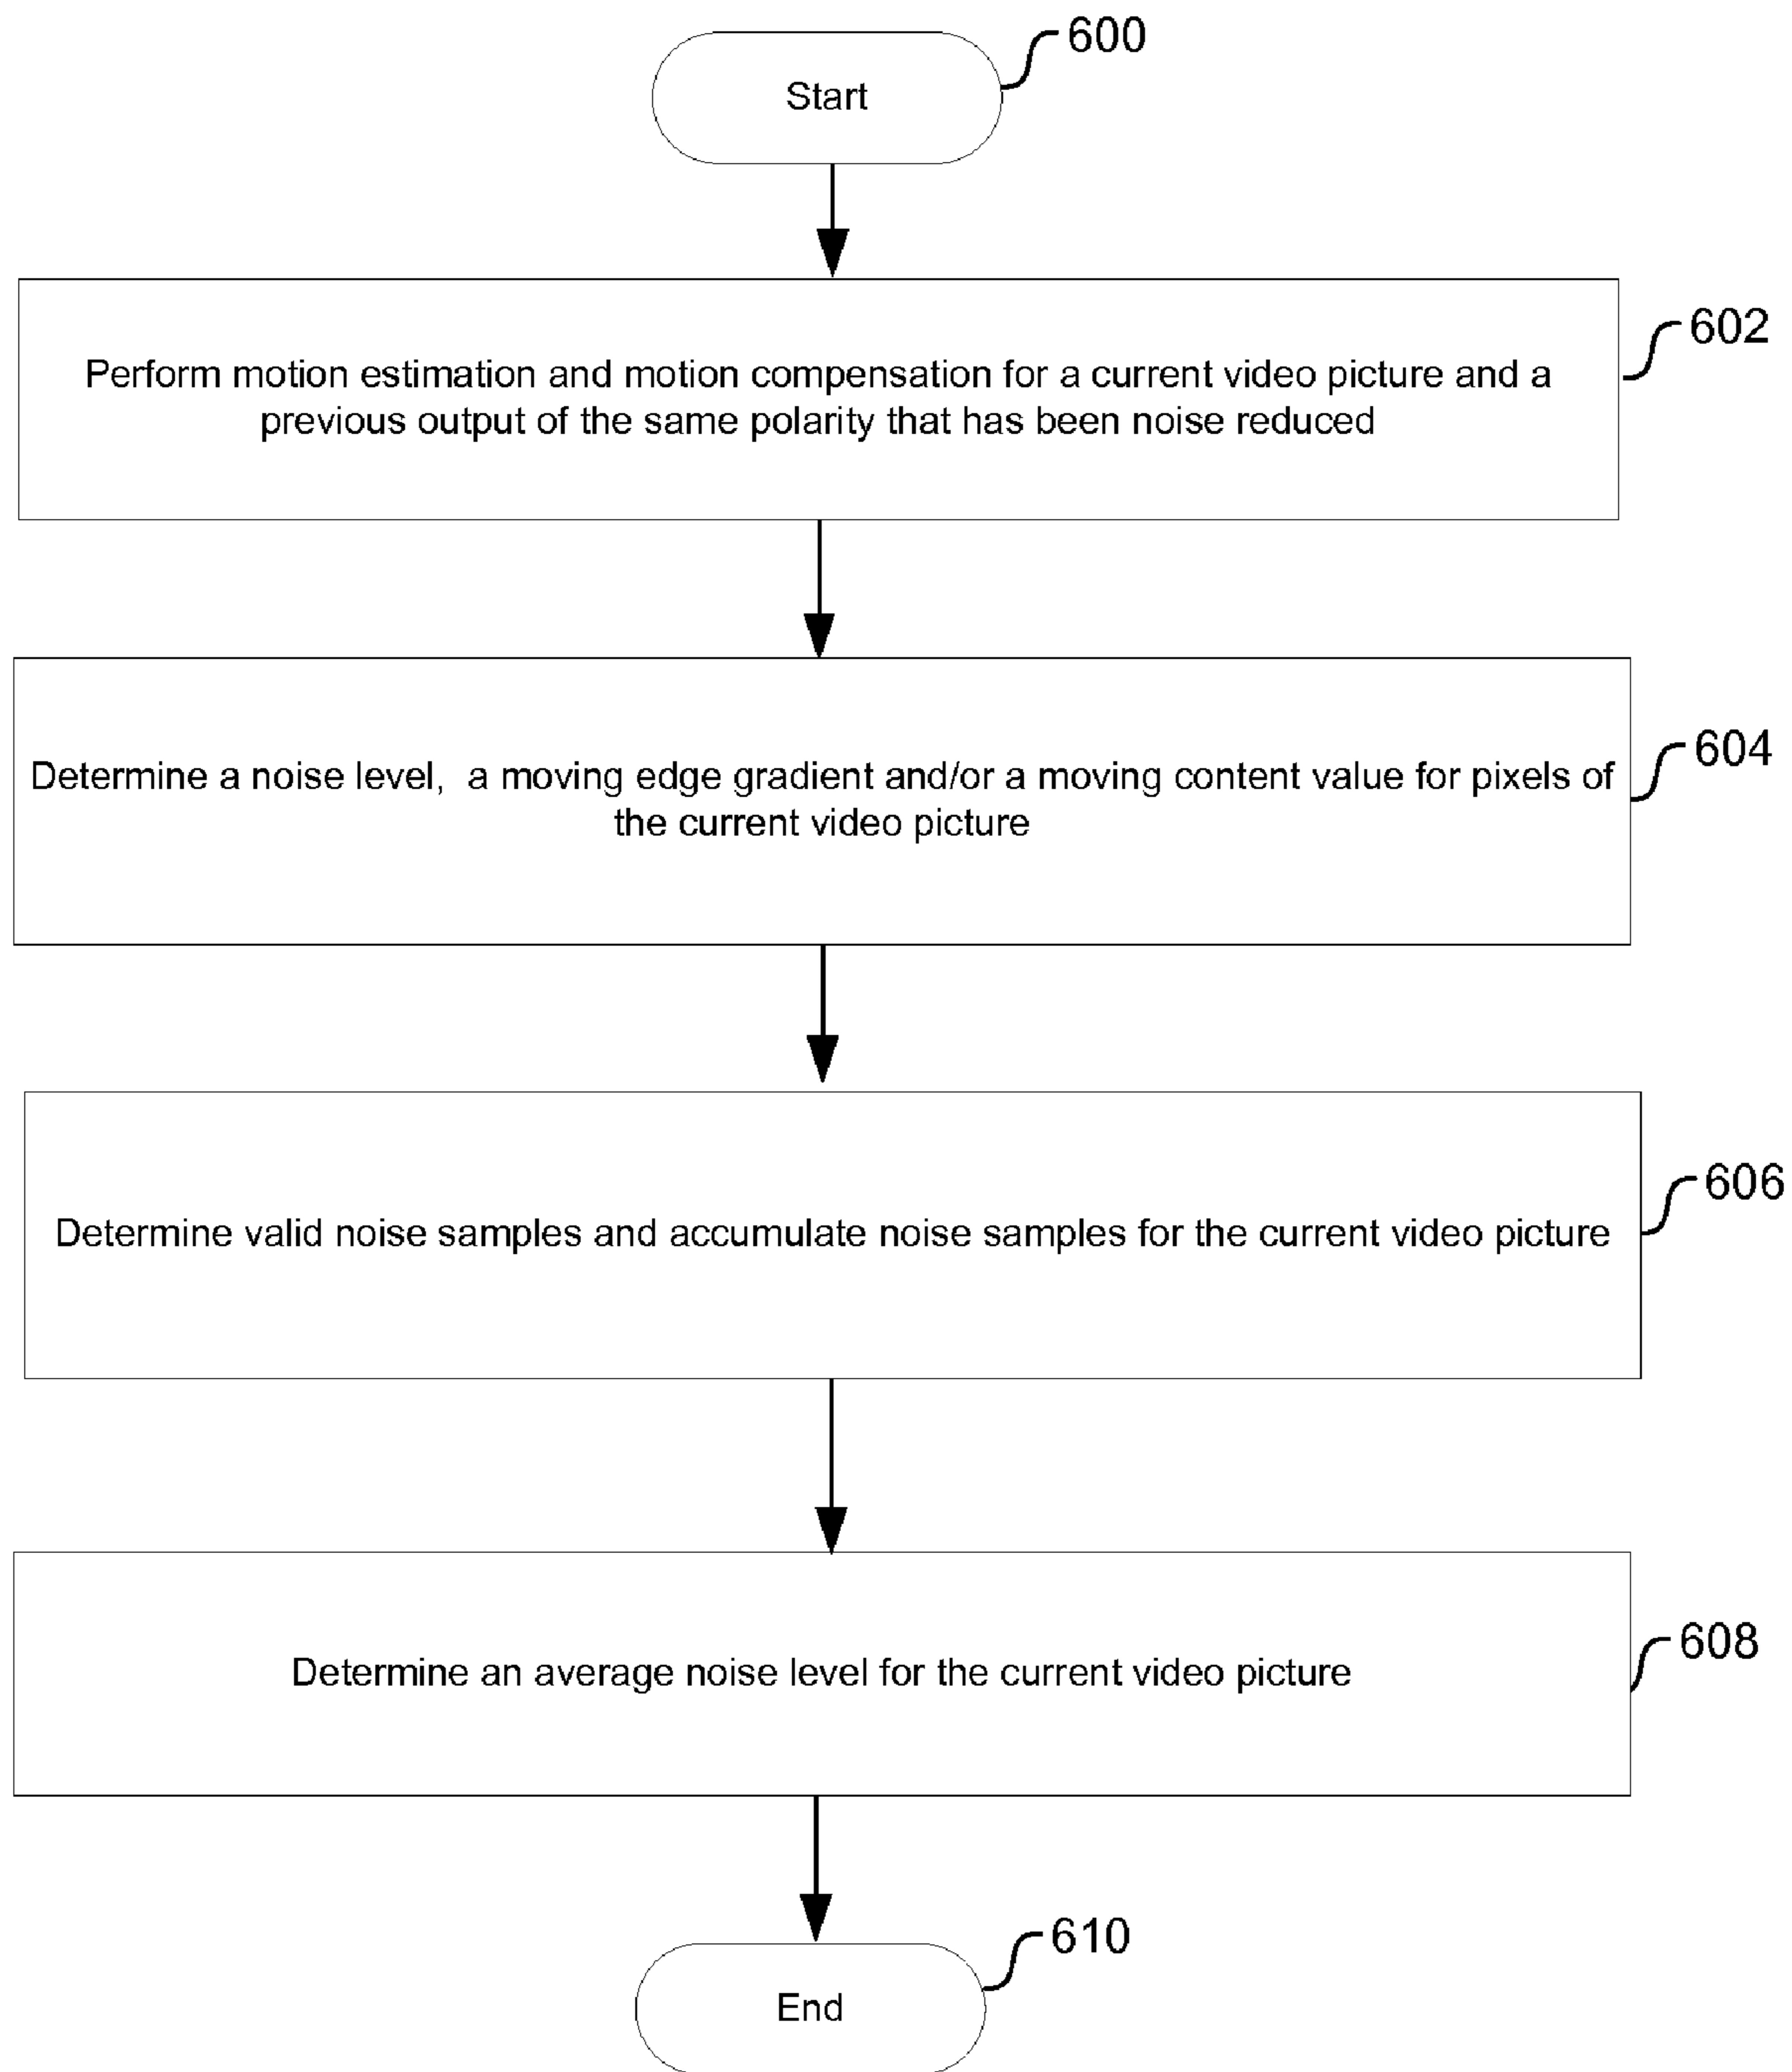 600
Start
602
Perform motion estimation and motion compensation for a current video picture and a
previous output of the same polarity that has been noise reduced
604
Determine a noise level, a moving edge gradient and/or a moving content value for pixels of
the current video picture
606
Determine valid noise samples and accumulate noise samples for the current video picture
608
Determine an average noise level for the current video picture
610
End